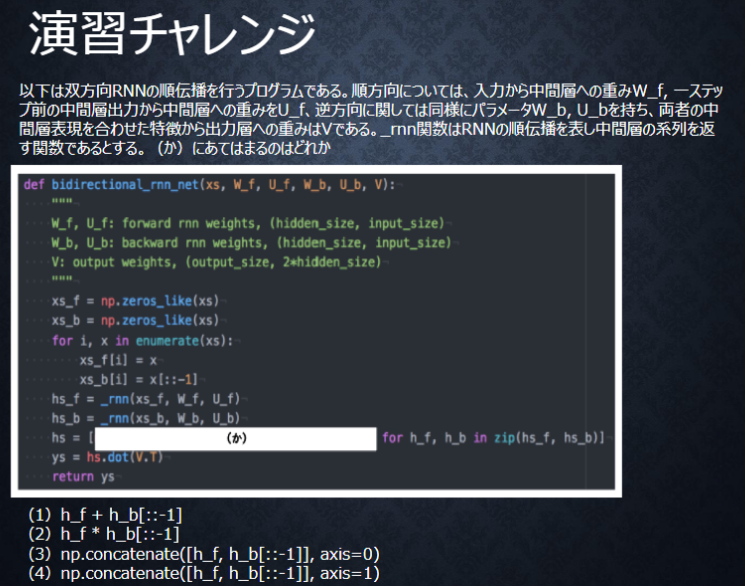 演習チャレンジ
以下は双方向RNNの順伝播を行うプログラムである。順方向については、入力から中間層への重みW_f, 一ステッ
プ前の中間層出力から中間層への重みをU_f、逆方向に関しては同様にパラメータW_b, U_bを持ち、両者の中
間層表現を合わせた特徴から出力層への重みはVである。_rnn関数はRNNの順伝播を表し中間層の系列を返
す関数であるとする。（か）にあてはまるのはどれか
def bidirectional_rnn_net(xs, W_f, U_f, W_b, U_b, V):
"""
W_f, U_f: forward rnn weights, (hidden_size, input_size)
W_b, U_b: backward rnn weights, (hidden_size, input_size)
V: output weights, (output_size, 2*hidden_size)
"""
xs_f = np.zeros_like(xs)
xs_b = np.zeros_like(xs)
for i, x in enumerate(xs):
xs_f[i] = x
xs_b[i] = x[::-1]
hs_f = _rnn(xs_f, W_f, U_f)
hs_b = _rnn(xs_b, W_b, U_b)
hs = [ （か） for h_f, h_b in zip(hs_f, hs_b)]
ys = hs.dot(V.T)
return ys
（1）h_f + h_b[::-1]
（2）h_f * h_b[::-1]
（3）np.concatenate([h_f, h_b[::-1]], axis=0)
（4）np.concatenate([h_f, h_b[::-1]], axis=1)